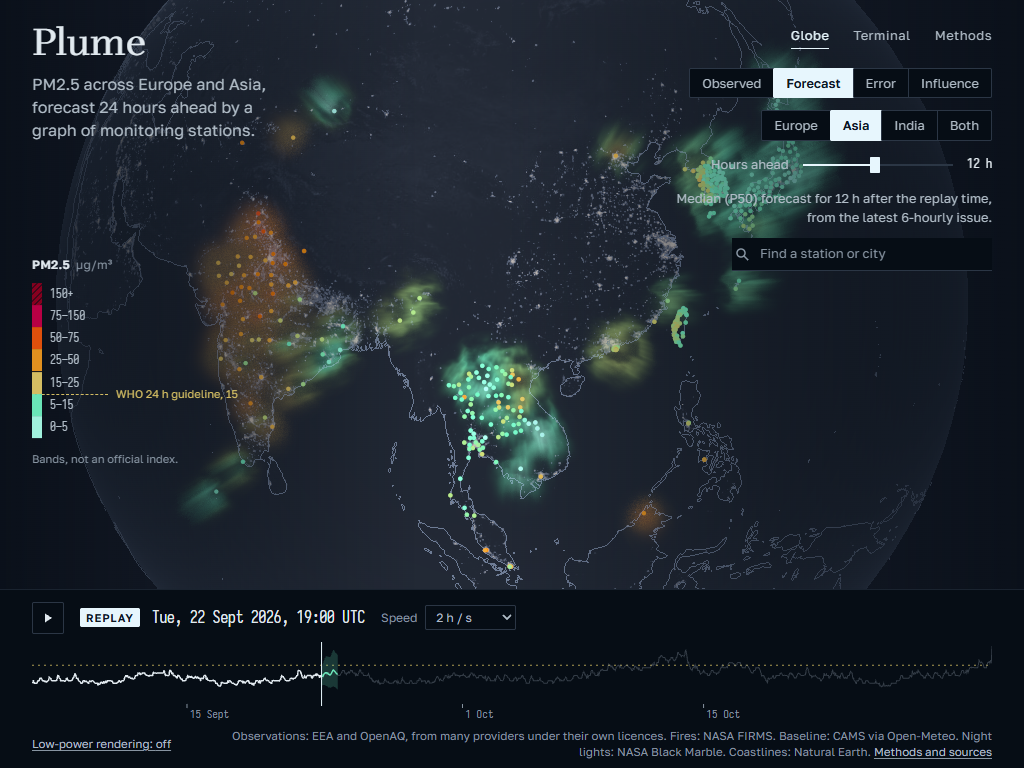 Plume
PM2.5 across Europe and Asia,
forecast 24 hours ahead by a
graph of monitoring stations.
Globe Terminal Methods
Observed Forecast Error Influence
Europe Asia India Both
Hours ahead 12 h
Median (P50) forecast for 12 h after the replay time,
from the latest 6-hourly issue.
Find a station or city
PM2.5 µg/m³
150+
75–150
50–75
25–50
15–25
WHO 24 h guideline, 15
5–15
0–5
Bands, not an official index.
REPLAY Tue, 22 Sept 2026, 19:00 UTC Speed 2 h / s
15 Sept 1 Oct 15 Oct
Low-power rendering: off
Observations: EEA and OpenAQ, from many providers under their own licences. Fires: NASA FIRMS. Baseline: CAMS via Open-Meteo. Night
lights: NASA Black Marble. Coastlines: Natural Earth. Methods and sources